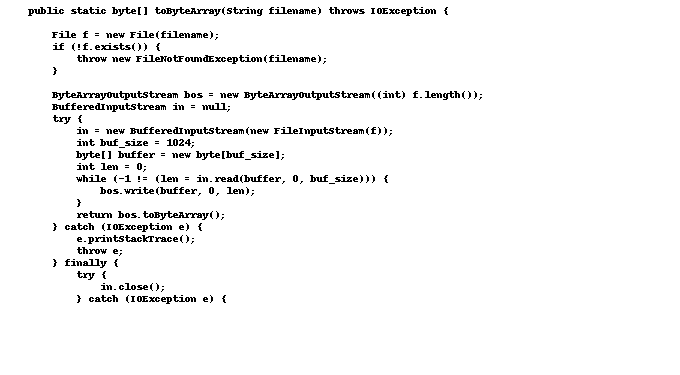 public static byte[] toByteArray(String filename) throws IOException {
File f = new File(filename);
if (!f.exists()) {
throw new FileNotFoundException(filename);
}
ByteArrayOutputStream bos = new ByteArrayOutputStream((int) f.length());
BufferedInputStream in = null;
try {
in = new BufferedInputStream(new FileInputStream(f));
int buf_size = 1024;
byte[] buffer = new byte[buf_size];
int len = 0;
while (-1 != (len = in.read(buffer, 0, buf_size))) {
bos.write(buffer, 0, len);
}
return bos.toByteArray();
} catch (IOException e) {
e.printStackTrace();
throw e;
} finally {
try {
in.close();
} catch (IOException e) {